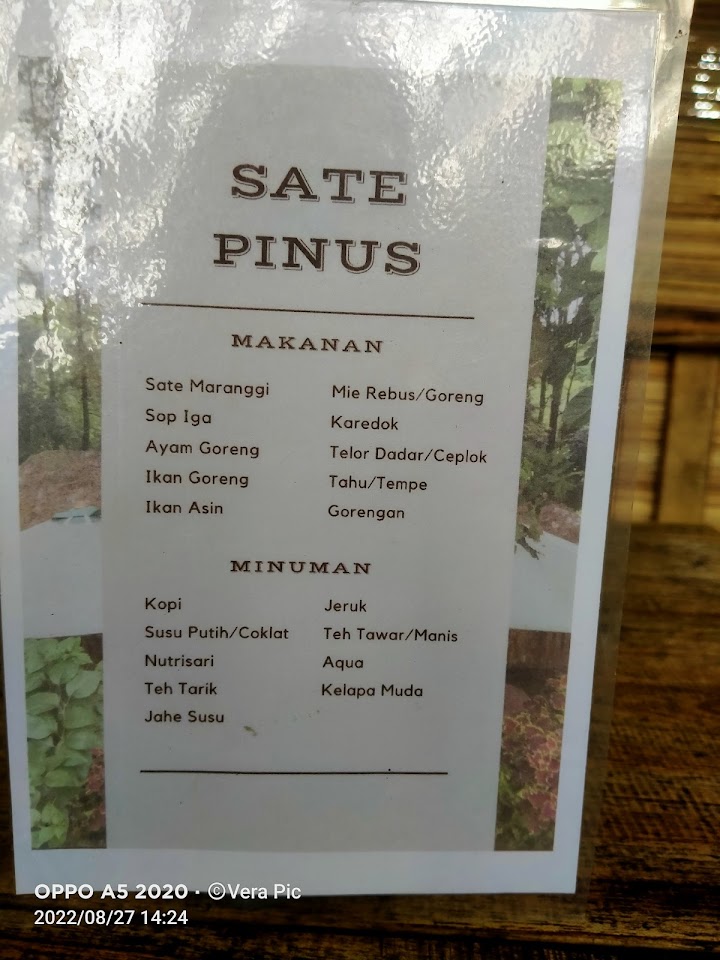 SATE
PINUS
MAKANAN
Sate Maranggi
Sop Iga
Ayam Goreng
Ikan Goreng
Ikan Asin
Mie Rebus/Goreng
Karedok
Telor Dadar/Ceplok
Tahu/Tempe
Gorengan
MINUMAN
Kopi
Susu Putih/Coklat
Nutrisari
Teh Tarik
Jahe Susu
Jeruk
Teh Tawar/Manis
Aqua
Kelapa Muda
OPPO A5 2020 · ©Vera Pic
2022/08/27 14:24